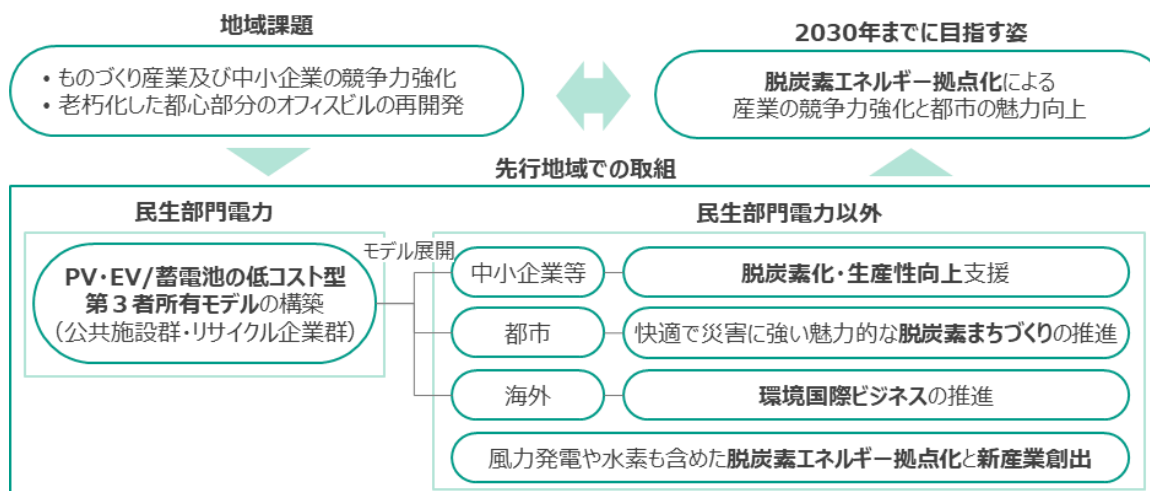 地域課題
• ものづくり産業及び中小企業の競争力強化
• 老朽化した都心部分のオフィスビルの再開発
2030年までに目指す姿
脱炭素エネルギー拠点化による
産業の競争力強化と都市の魅力向上
先行地域での取組
民生部門電力
PV・EV/蓄電池の低コスト型
第３者所有モデルの構築
（公共施設群・リサイクル企業群）
モデル展開
民生部門電力以外
中小企業等
脱炭素化・生産性向上支援
都市
快適で災害に強い魅力的な脱炭素まちづくりの推進
海外
環境国際ビジネスの推進
風力発電や水素も含めた脱炭素エネルギー拠点化と新産業創出